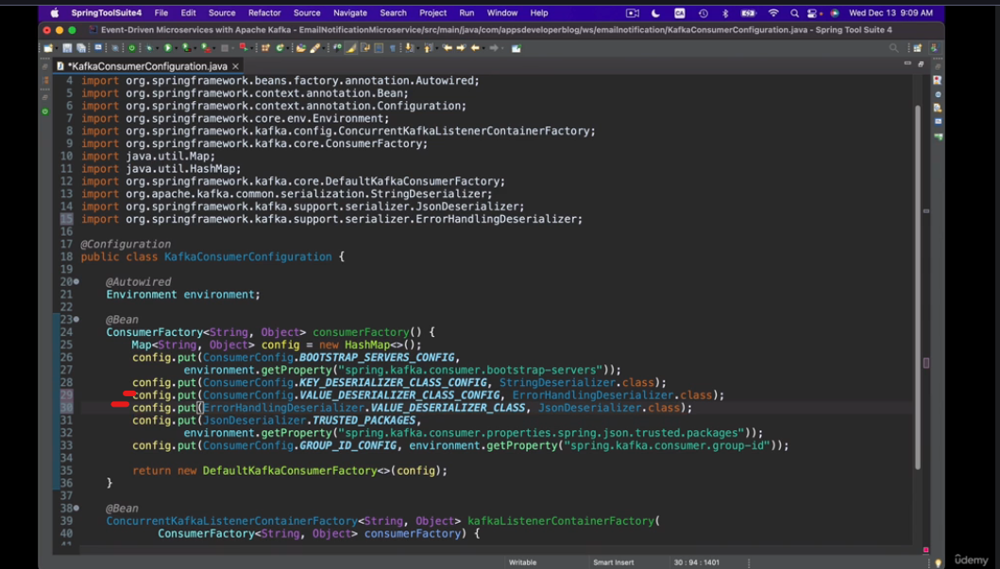 SpringToolSuite4 File Edit Source Refactor Source Navigate Search Project Run Window Help CA Wed Dec 13 9:09 AM
Event-Driven Microservices with Apache Kafka - EmailNotificationMicroservice/src/main/java/com/appsdeveloperblog/ws/emailnotification/KafkaConsumerConfiguration.java - Spring Tool Suite 4
*KafkaConsumerConfiguration.java
4 import org.springframework.beans.factory.annotation.Autowired;
5 import org.springframework.context.annotation.Bean;
6 import org.springframework.context.annotation.Configuration;
7 import org.springframework.core.env.Environment;
8 import org.springframework.kafka.config.ConcurrentKafkaListenerContainerFactory;
9 import org.springframework.kafka.core.ConsumerFactory;
10 import java.util.Map;
11 import java.util.HashMap;
12 import org.springframework.kafka.core.DefaultKafkaConsumerFactory;
13 import org.apache.kafka.common.serialization.StringDeserializer;
14 import org.springframework.kafka.support.serializer.JsonDeserializer;
15 import org.springframework.kafka.support.serializer.ErrorHandlingDeserializer;
16
17 @Configuration
18 public class KafkaConsumerConfiguration {
19
20 @Autowired
21 Environment environment;
22
23 @Bean
24 ConsumerFactory<String, Object> consumerFactory() {
25 Map<String, Object> config = new HashMap<>();
26 config.put(ConsumerConfig.BOOTSTRAP_SERVERS_CONFIG,
27 environment.getProperty("spring.kafka.consumer.bootstrap-servers"));
28 config.put(ConsumerConfig.KEY_DESERIALIZER_CLASS_CONFIG, StringDeserializer.class);
29 config.put(ConsumerConfig.VALUE_DESERIALIZER_CLASS_CONFIG, ErrorHandlingDeserializer.class);
30 config.put(ErrorHandlingDeserializer.VALUE_DESERIALIZER_CLASS, JsonDeserializer.class);
31 config.put(JsonDeserializer.TRUSTED_PACKAGES,
32 environment.getProperty("spring.kafka.consumer.properties.spring.json.trusted.packages"));
33 config.put(ConsumerConfig.GROUP_ID_CONFIG, environment.getProperty("spring.kafka.consumer.group-id"));
34
35 return new DefaultKafkaConsumerFactory<>(config);
36 }
37
38 @Bean
39 ConcurrentKafkaListenerContainerFactory<String, Object> kafkaListenerContainerFactory(
40 ConsumerFactory<String, Object> consumerFactory) {
41
Writable Smart Insert 30 : 94 : 1401
ûdemy